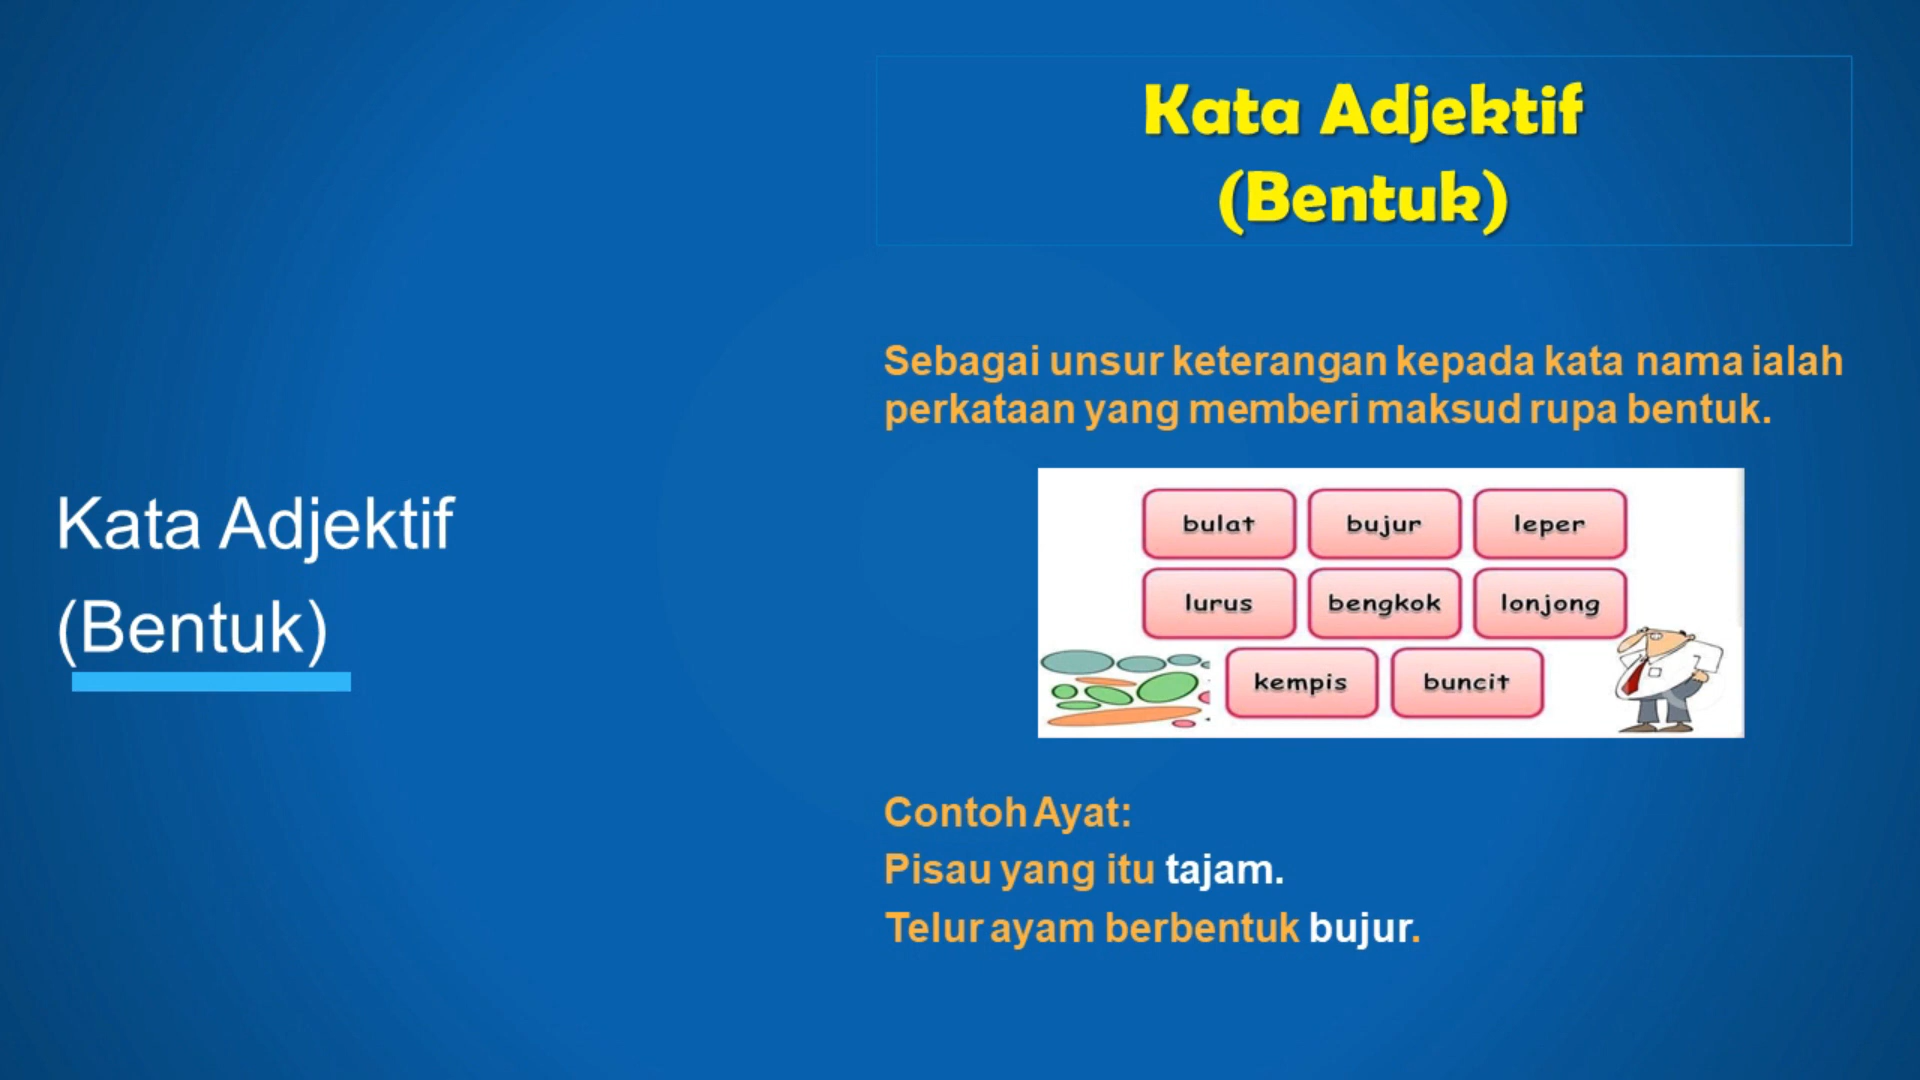 Kata Adjektif
(Bentuk)
Kata Adjektif
(Bentuk)
Sebagai unsur keterangan kepada kata nama ialah
perkataan yang memberi maksud rupa bentuk.
bulat bujur leper
lurus bengkok lonjong
kempis buncit
Contoh Ayat:
Pisau yang itu tajam.
Telur ayam berbentuk bujur.